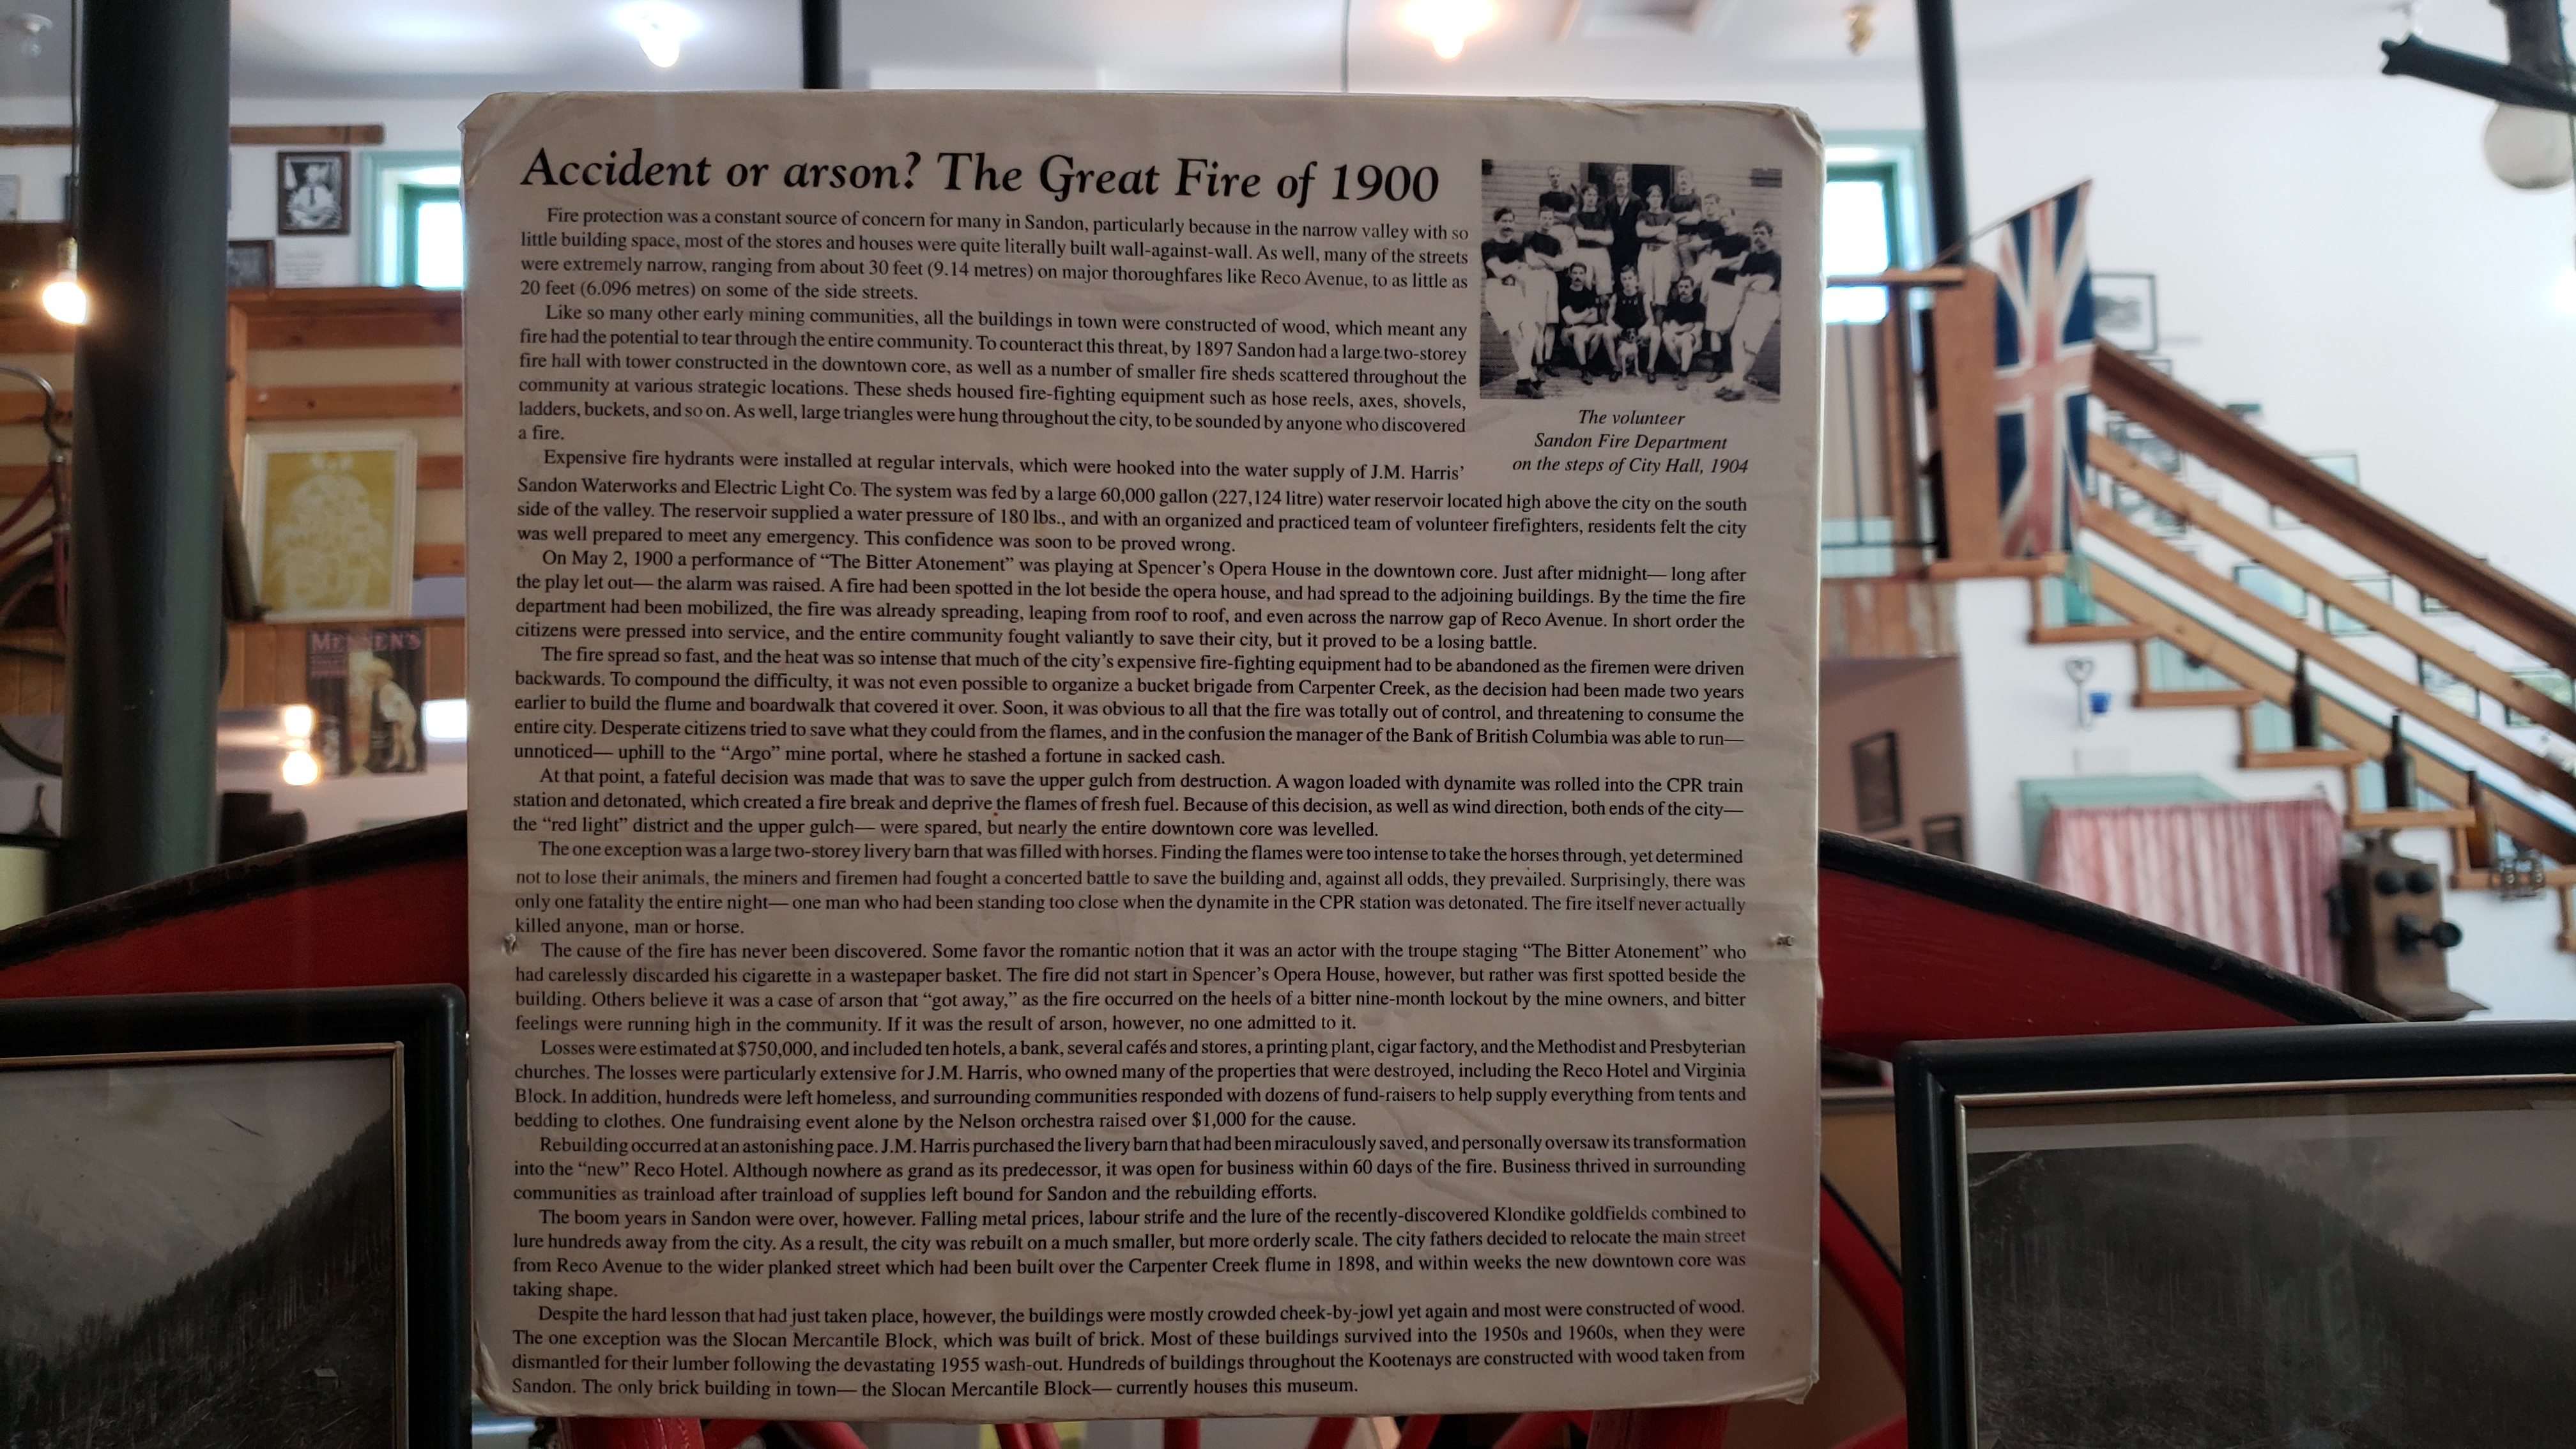 Accident or arson? The Great Fire of 1900
Fire protection was a constant source of concern for many in Sandon, particularly because in the narrow valley with so
little building space, most of the stores and houses were quite literally built wall-against-wall. As well, many of the streets
were extremely narrow, ranging from about 30 feet (9.14 metres) on major thoroughfares like Reco Avenue, to as little as
20 feet (6.096 metres) on some of the side streets.
Like so many other early mining communities, all the buildings in town were constructed of wood, which meant any
fire had the potential to tear through the entire community. To counteract this threat, by 1897 Sandon had a large two-storey
fire hall with tower constructed in the downtown core, as well as a number of smaller fire sheds scattered throughout the
community at various strategic locations. These sheds housed fire-fighting equipment such as hose reels, axes, shovels,
ladders, buckets, and so on. As well, large triangles were hung throughout the city, to be sounded by anyone who discovered
a fire.
The volunteer
Sandon Fire Department
on the steps of City Hall, 1904
Expensive fire hydrants were installed at regular intervals, which were hooked into the water supply of J.M. Harris’
Sandon Waterworks and Electric Light Co. The system was fed by a large 60,000 gallon (227,124 litre) water reservoir located high above the city on the south
side of the valley. The reservoir supplied a water pressure of 180 lbs., and with an organized and practiced team of volunteer firefighters, residents felt the city
was well prepared to meet any emergency. This confidence was soon to be proved wrong.
On May 2, 1900 a performance of “The Bitter Atonement” was playing at Spencer’s Opera House in the downtown core. Just after midnight— long after
the play let out— the alarm was raised. A fire had been spotted in the lot beside the opera house, and had spread to the adjoining buildings. By the time the fire
department had been mobilized, the fire was already spreading, leaping from roof to roof, and even across the narrow gap of Reco Avenue. In short order the
citizens were pressed into service, and the entire community fought valiantly to save their city, but it proved to be a losing battle.
The fire spread so fast, and the heat was so intense that much of the city’s expensive fire-fighting equipment had to be abandoned as the firemen were driven
backwards. To compound the difficulty, it was not even possible to organize a bucket brigade from Carpenter Creek, as the decision had been made two years
earlier to build the flume and boardwalk that covered it over. Soon, it was obvious to all that the fire was totally out of control, and threatening to consume the
entire city. Desperate citizens tried to save what they could from the flames, and in the confusion the manager of the Bank of British Columbia was able to run—
unnoticed— uphill to the “Argo” mine portal, where he stashed a fortune in sacked cash.
At that point, a fateful decision was made that was to save the upper gulch from destruction. A wagon loaded with dynamite was rolled into the CPR train
station and detonated, which created a fire break and deprive the flames of fresh fuel. Because of this decision, as well as wind direction, both ends of the city—
the “red light” district and the upper gulch— were spared, but nearly the entire downtown core was levelled.
The one exception was a large two-storey livery barn that was filled with horses. Finding the flames were too intense to take the horses through, yet determined
not to lose their animals, the miners and firemen had fought a concerted battle to save the building and, against all odds, they prevailed. Surprisingly, there was
only one fatality the entire night— one man who had been standing too close when the dynamite in the CPR station was detonated. The fire itself never actually
killed anyone, man or horse.
The cause of the fire has never been discovered. Some favor the romantic notion that it was an actor with the troupe staging “The Bitter Atonement” who
had carelessly discarded his cigarette in a wastepaper basket. The fire did not start in Spencer’s Opera House, however, but rather was first spotted beside the
building. Others believe it was a case of arson that “got away,” as the fire occurred on the heels of a bitter nine-month lockout by the mine owners, and bitter
feelings were running high in the community. If it was the result of arson, however, no one admitted to it.
Losses were estimated at $750,000, and included ten hotels, a bank, several cafés and stores, a printing plant, cigar factory, and the Methodist and Presbyterian
churches. The losses were particularly extensive for J.M. Harris, who owned many of the properties that were destroyed, including the Reco Hotel and Virginia
Block. In addition, hundreds were left homeless, and surrounding communities responded with dozens of fund-raisers to help supply everything from tents and
bedding to clothes. One fundraising event alone by the Nelson orchestra raised over $1,000 for the cause.
Rebuilding occurred at an astonishing pace. J.M. Harris purchased the livery barn that had been miraculously saved, and personally oversaw its transformation
into the “new” Reco Hotel. Although nowhere as grand as its predecessor, it was open for business within 60 days of the fire. Business thrived in surrounding
communities as trainload after trainload of supplies left bound for Sandon and the rebuilding efforts.
The boom years in Sandon were over, however. Falling metal prices, labour strife and the lure of the recently-discovered Klondike goldfields combined to
lure hundreds away from the city. As a result, the city was rebuilt on a much smaller, but more orderly scale. The city fathers decided to relocate the main street
from Reco Avenue to the wider planked street which had been built over the Carpenter Creek flume in 1898, and within weeks the new downtown core was
taking shape.
Despite the hard lesson that had just taken place, however, the buildings were mostly crowded cheek-by-jowl yet again and most were constructed of wood.
The one exception was the Slocan Mercantile Block, which was built of brick. Most of these buildings survived into the 1950s and 1960s, when they were
dismantled for their lumber following the devastating 1955 wash-out. Hundreds of buildings throughout the Kootenays are constructed with wood taken from
Sandon. The only brick building in town— the Slocan Mercantile Block— currently houses this museum.
MENNEN'S